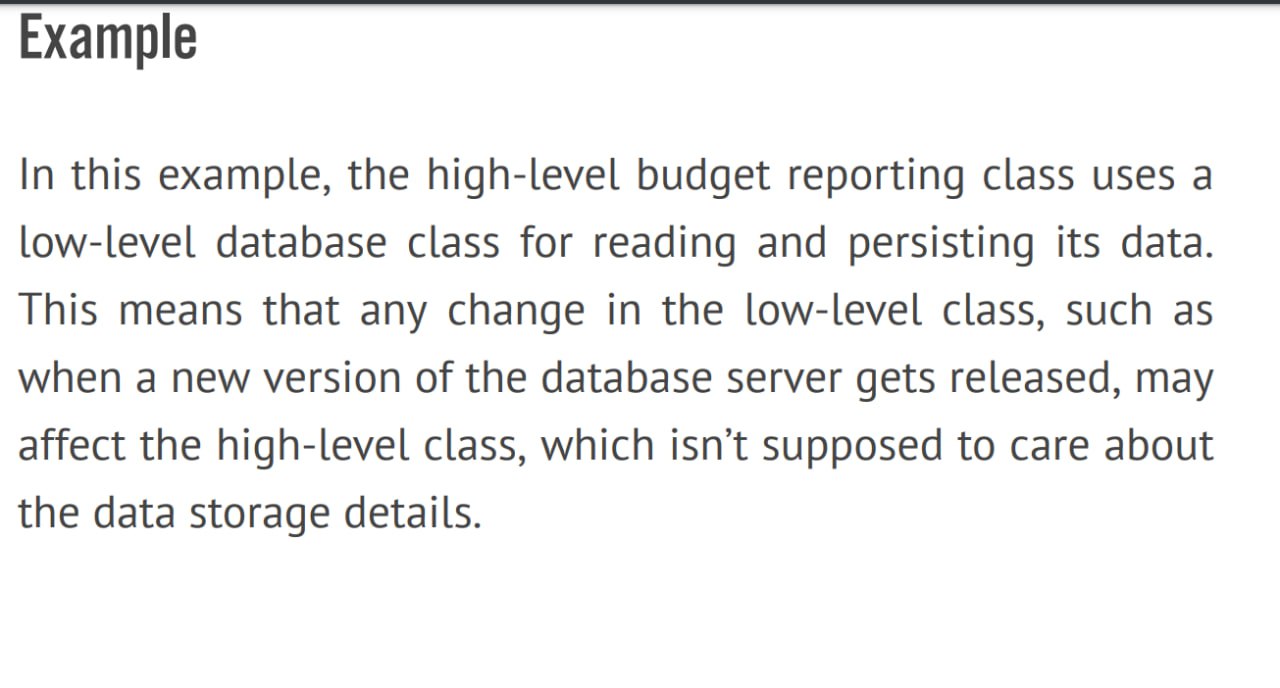 Example
In this example, the high-level budget reporting class uses a
low-level database class for reading and persisting its data.
This means that any change in the low-level class, such as
when a new version of the database server gets released, may
affect the high-level class, which isn’t supposed to care about
the data storage details.